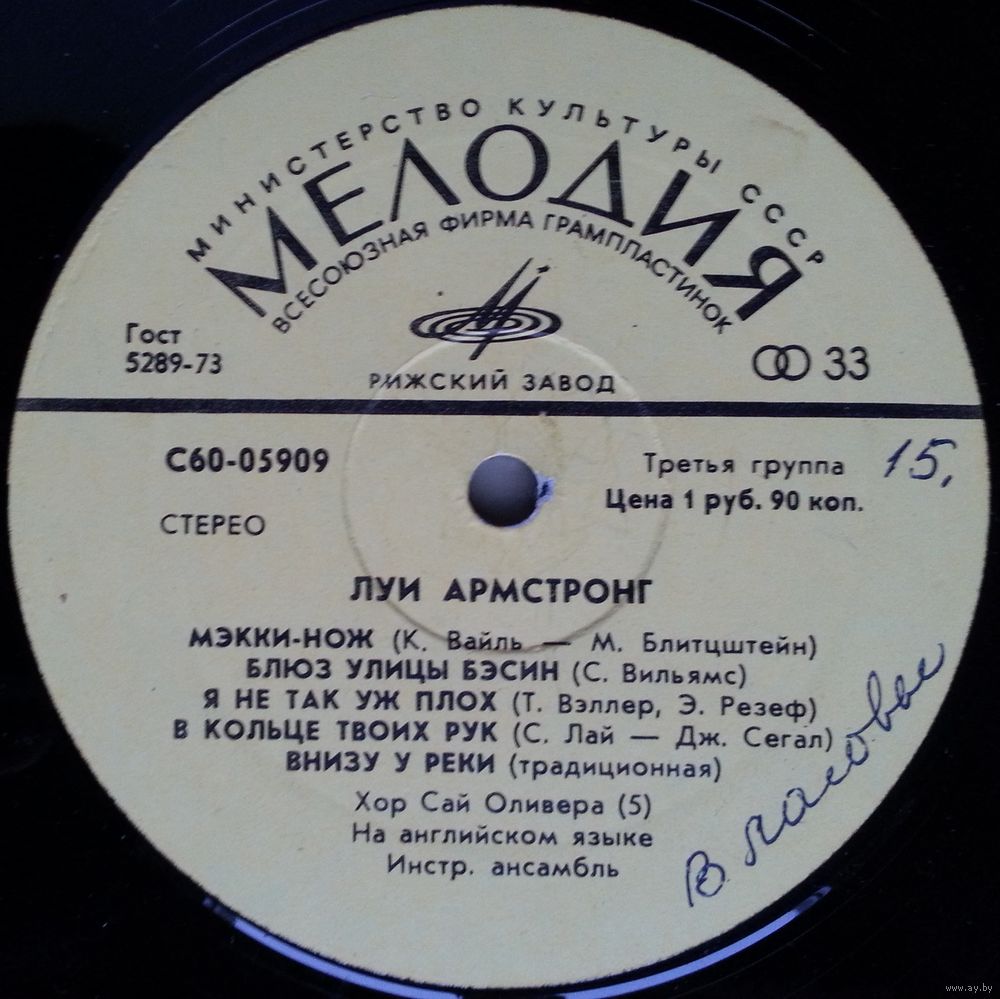 МИНИСТЕРСТВО КУЛЬТУРЫ СССР
МЕЛОДИЯ
ВСЕСОЮЗНАЯ ФИРМА ГРАМПЛАСТИНОК
Гост
5289-73
33
РИЖСКИЙ ЗАВОД
С60-05909
Третья группа 15.
Цена 1 руб. 90 коп.
СТЕРЕО
ЛУИ АРМСТРОНГ
МЭККИ-НОЖ (К. Вайль — М. Блитцштейн)
БЛЮЗ УЛИЦЫ БЭСИН (С. Вильямс)
Я НЕ ТАК УЖ ПЛОХ (Т. Вэллер, Э. Резеф)
В КОЛЬЦЕ ТВОИХ РУК (С. Лай — Дж. Сегал)
ВНИЗУ У РЕКИ (традиционная)
Хор Сай Оливера (5)
На английском языке
Инстр. ансамбль
www.ay.by